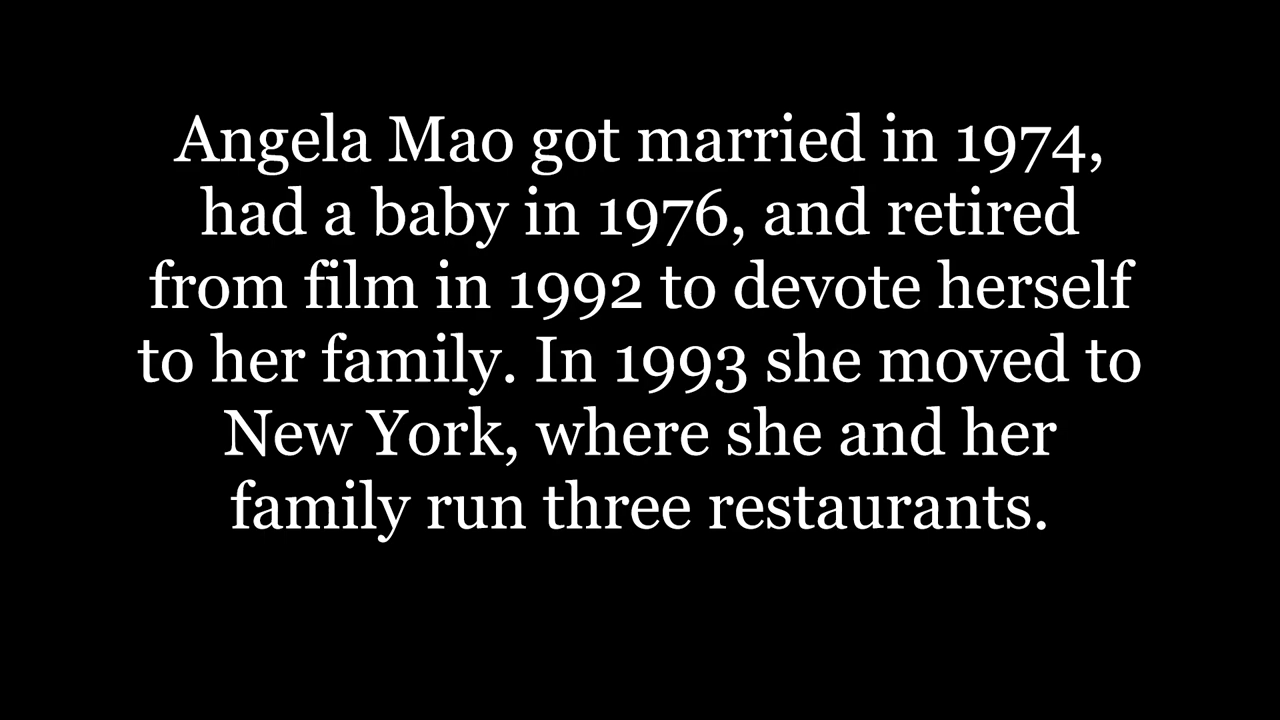 Angela Mao got married in 1974,
had a baby in 1976, and retired
from film in 1992 to devote herself
to her family. In 1993 she moved to
New York, where she and her
family run three restaurants.